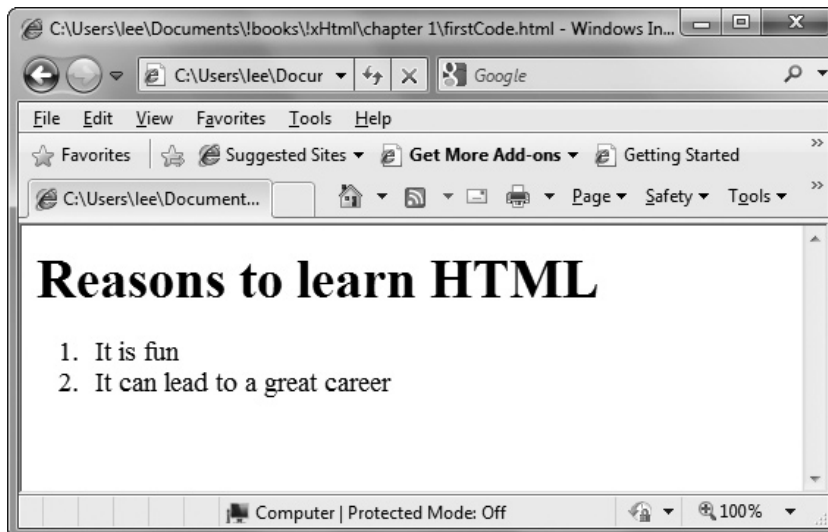 C:\Users\lee\Documents\!books\!xHtml\chapter 1\firstCode.html - Windows In...
C:\Users\lee\Docur Google
File Edit View Favorites Tools Help
Favorites Suggested Sites Get More Add-ons Getting Started
C:\Users\lee\Document... Page Safety Tools
Reasons to learn HTML
1. It is fun
2. It can lead to a great career
Computer | Protected Mode: Off 100%